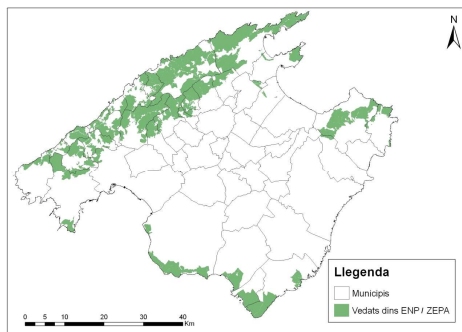 N
Llegenda
Municipis
Vedats dins ENP / ZEPA
0 5 10 20 30 40
Km